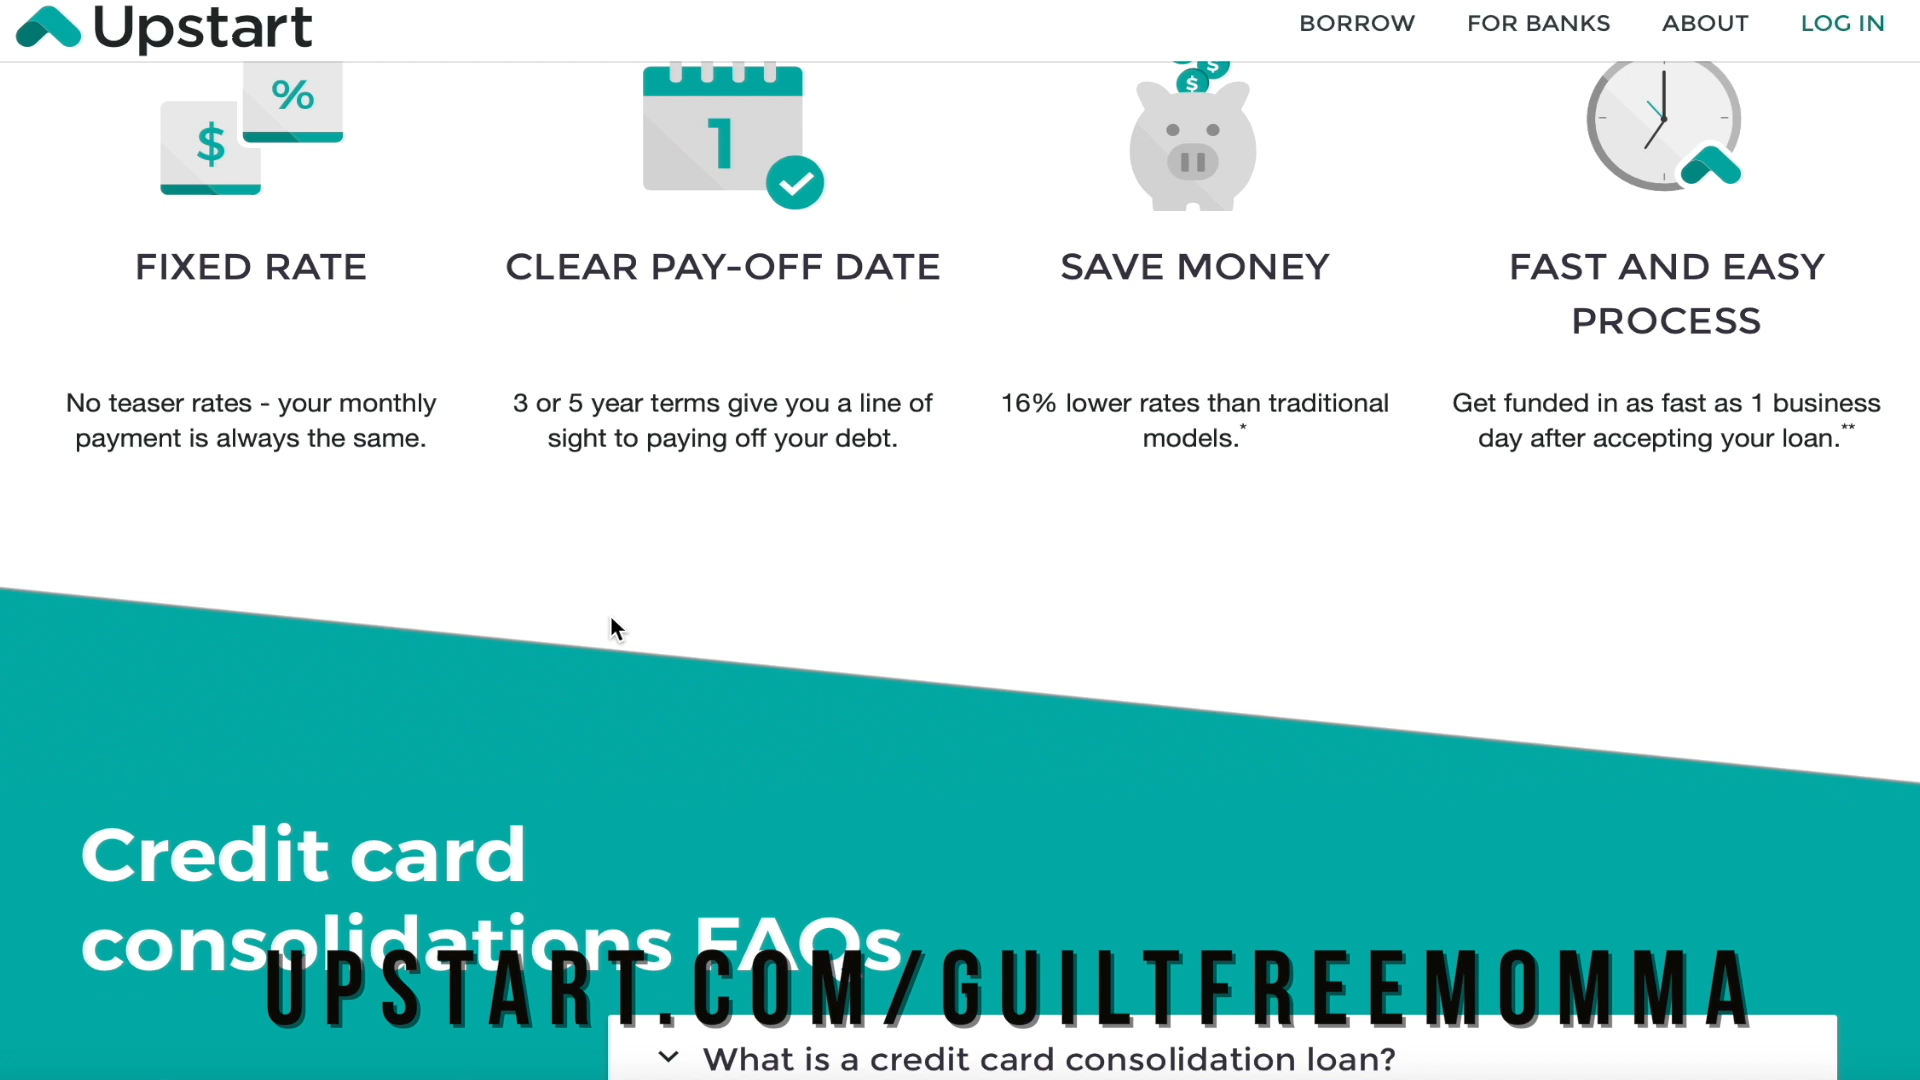 Upstart
BORROW
FOR BANKS
ABOUT
LOG IN
$
%
1
$
$
FIXED RATE
CLEAR PAY-OFF DATE
SAVE MONEY
FAST AND EASY
PROCESS
No teaser rates - your monthly
payment is always the same.
3 or 5 year terms give you a line of
sight to paying off your debt.
16% lower rates than traditional
models.*
Get funded in as fast as 1 business
day after accepting your loan.**
Credit card
consolidations FAQs
UPSTART.COM/GUILTFREEMOMMA
What is a credit card consolidation loan?